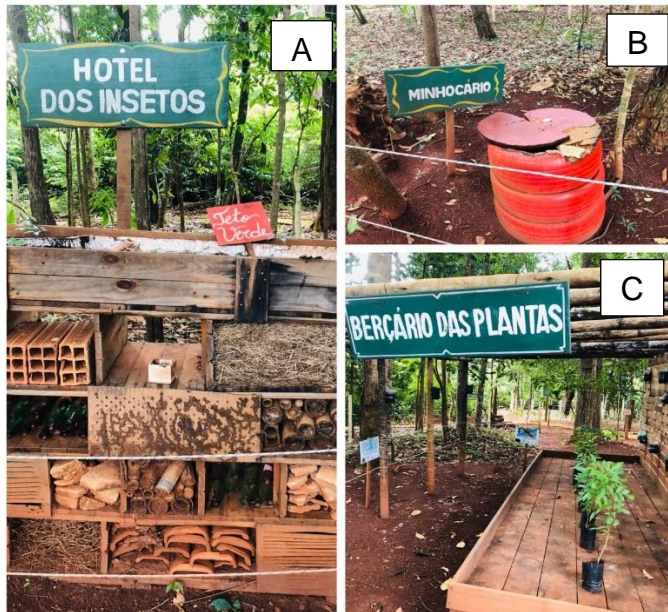 A
HOTEL
DOS INSETOS
Teto
Verde
B
MINHOCÁRIO
C
BERÇÁRIO DAS PLANTAS